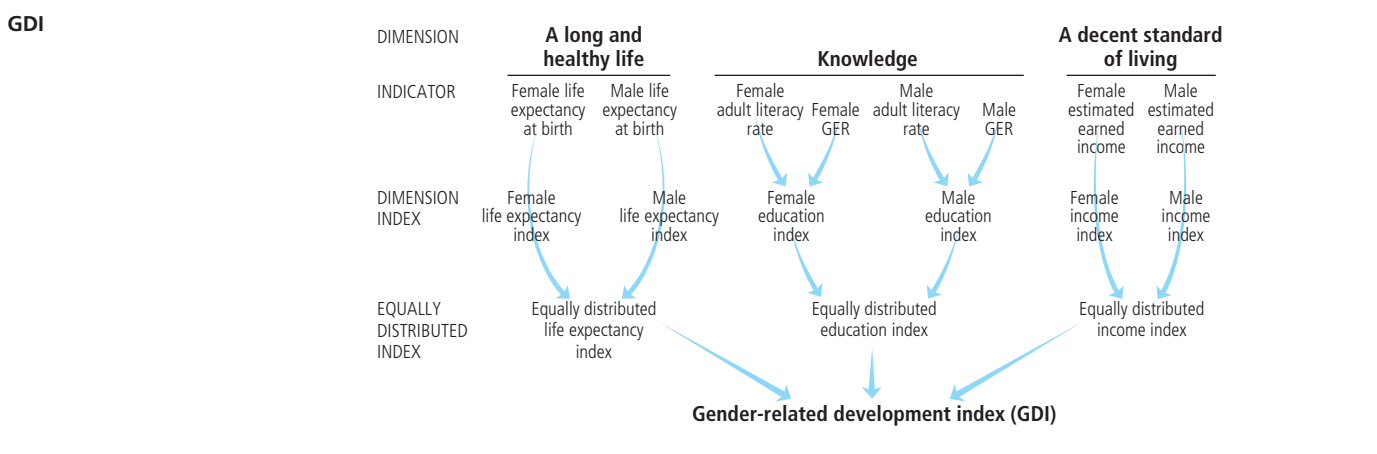 GDI
DIMENSION
A long and
healthy life
Knowledge
A decent standard
of living
INDICATOR
Female life
expectancy
at birth
Male life
expectancy
at birth
Female
adult literacy
rate
Female
GER
Male
adult literacy
rate
Male
GER
Female
estimated
earned
income
Male
estimated
earned
income
DIMENSION
INDEX
Female
life expectancy
index
Male
life expectancy
index
Female
education
index
Male
education
index
Female
income
index
Male
income
index
EQUALLY
DISTRIBUTED
INDEX
Equally distributed
life expectancy
index
Equally distributed
education index
Equally distributed
income index
Gender-related development index (GDI)